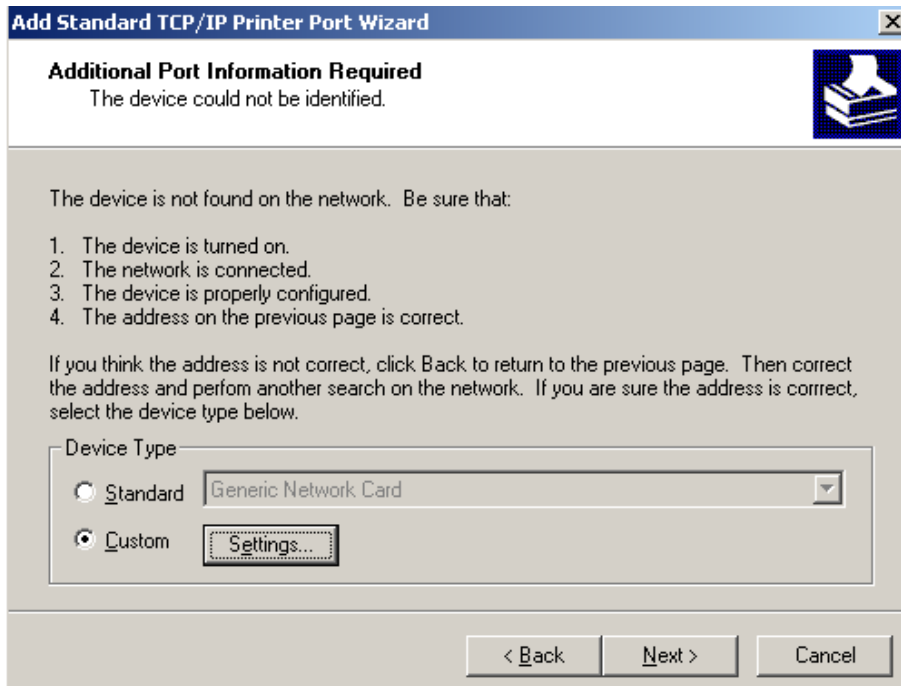 Add Standard TCP/IP Printer Port Wizard
Additional Port Information Required
The device could not be identified.
The device is not found on the network. Be sure that:
1. The device is turned on.
2. The network is connected.
3. The device is properly configured.
4. The address on the previous page is correct.
If you think the address is not correct, click Back to return to the previous page. Then correct
the address and perfom another search on the network. If you are sure the address is corrrect,
select the device type below.
Device Type
Standard Generic Network Card
Custom Settings...
< Back Next > Cancel